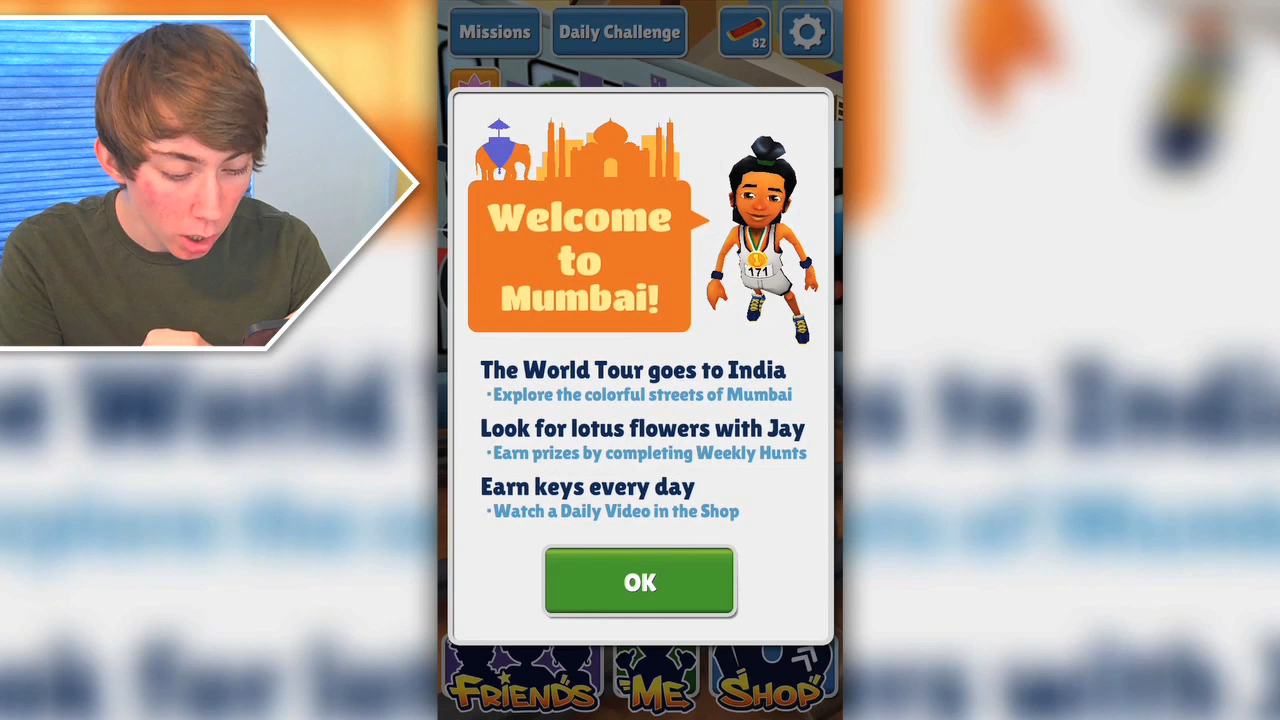 Missions
Daily Challenge
82
Welcome
to
Mumbai!
171
The World Tour goes to India
·Explore the colorful streets of Mumbai
Look for lotus flowers with Jay
·Earn prizes by completing Weekly Hunts
Earn keys every day
·Watch a Daily Video in the Shop
OK
FRIENDS
ME
SHOP